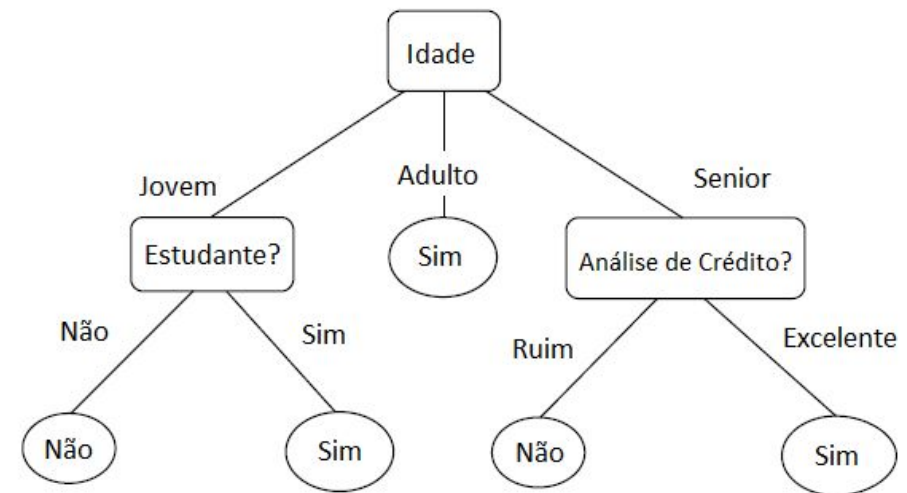 Idade
Jovem
Adulto
Senior
Estudante?
Sim
Análise de Crédito?
Não
Sim
Ruim
Excelente
Não
Sim
Não
Sim